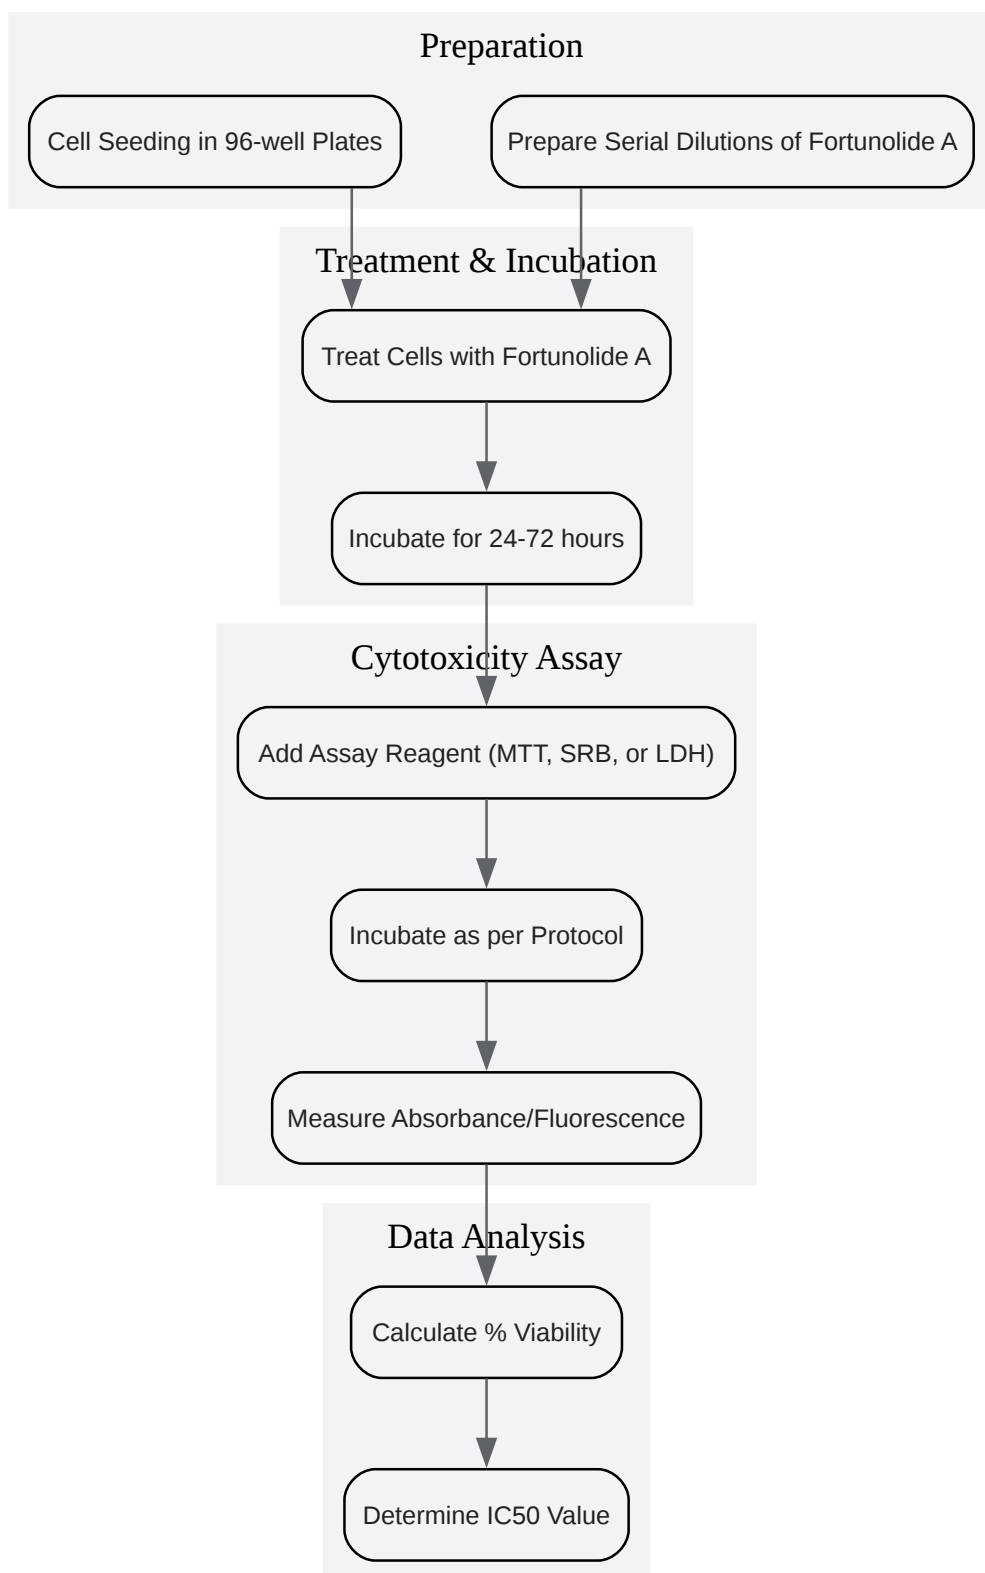 Preparation
Cell Seeding in 96-well Plates
Prepare Serial Dilutions of Fortunolide A
Treatment & Incubation
Treat Cells with Fortunolide A
Incubate for 24-72 hours
Cytotoxicity Assay
Add Assay Reagent (MTT, SRB, or LDH)
Incubate as per Protocol
Measure Absorbance/Fluorescence
Data Analysis
Calculate % Viability
Determine IC50 Value